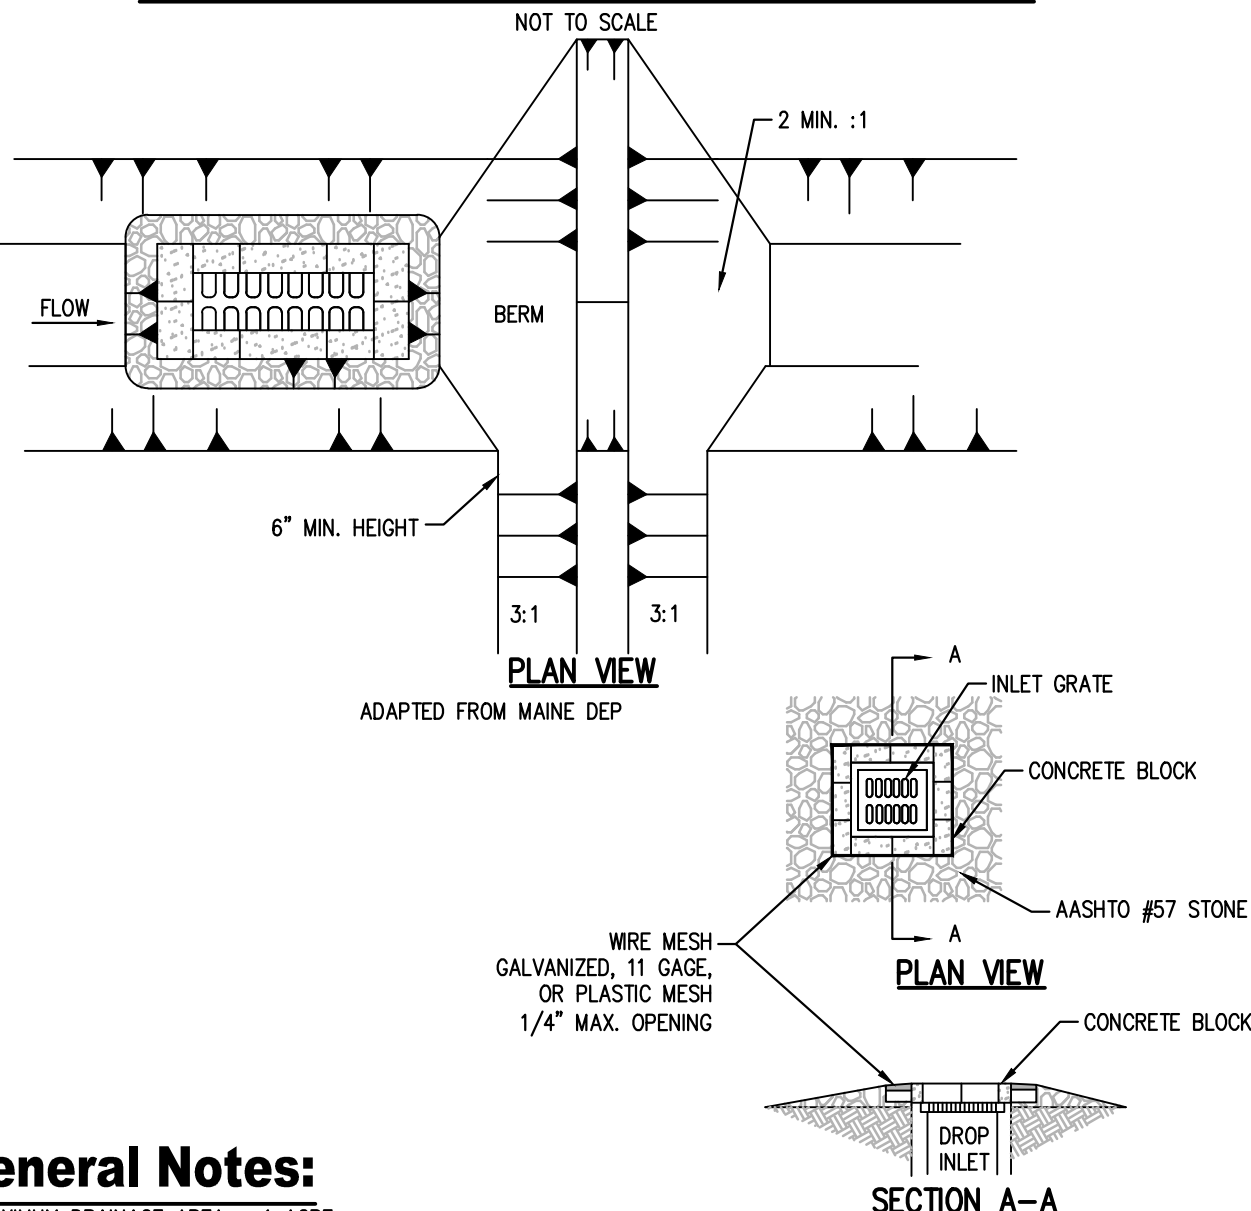 NOT TO SCALE
2 MIN. :1
FLOW
BERM
6" MIN. HEIGHT
3:1
3:1
PLAN VIEW
ADAPTED FROM MAINE DEP
A
INLET GRATE
CONCRETE BLOCK
AASHTO #57 STONE
A
PLAN VIEW
WIRE MESH
GALVANIZED, 11 GAGE,
OR PLASTIC MESH
1/4" MAX. OPENING
CONCRETE BLOCK
DROP
INLET
SECTION A-A
eneral Notes: